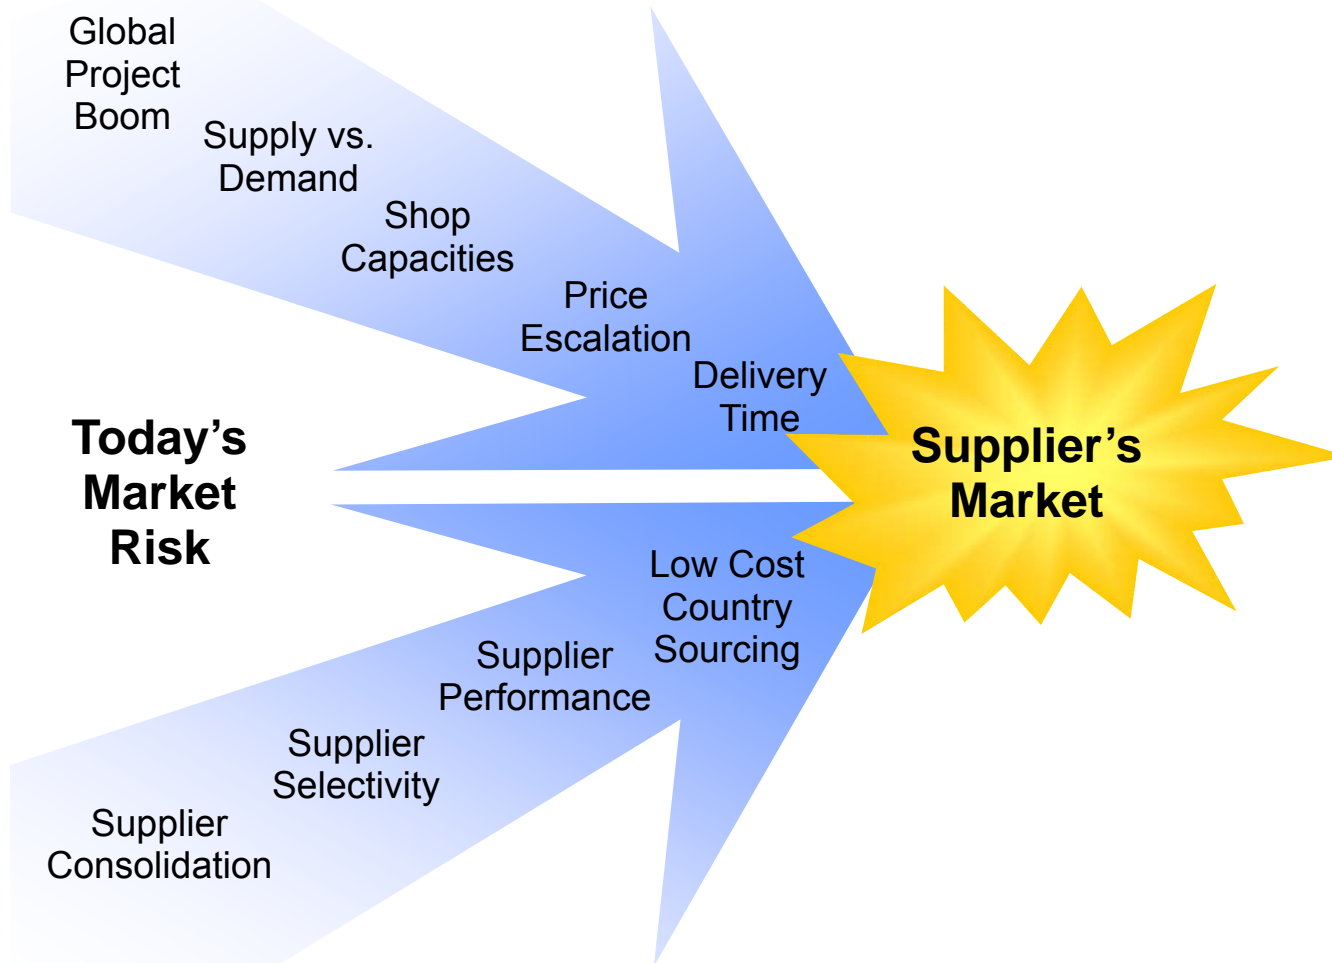 Global
Project
Boom
Supply vs.
Demand
Shop
Capacities
Price
Escalation
Delivery
Time
Today’s
Market
Risk
Supplier’s
Market
Low Cost
Country
Sourcing
Supplier
Performance
Supplier
Selectivity
Supplier
Consolidation